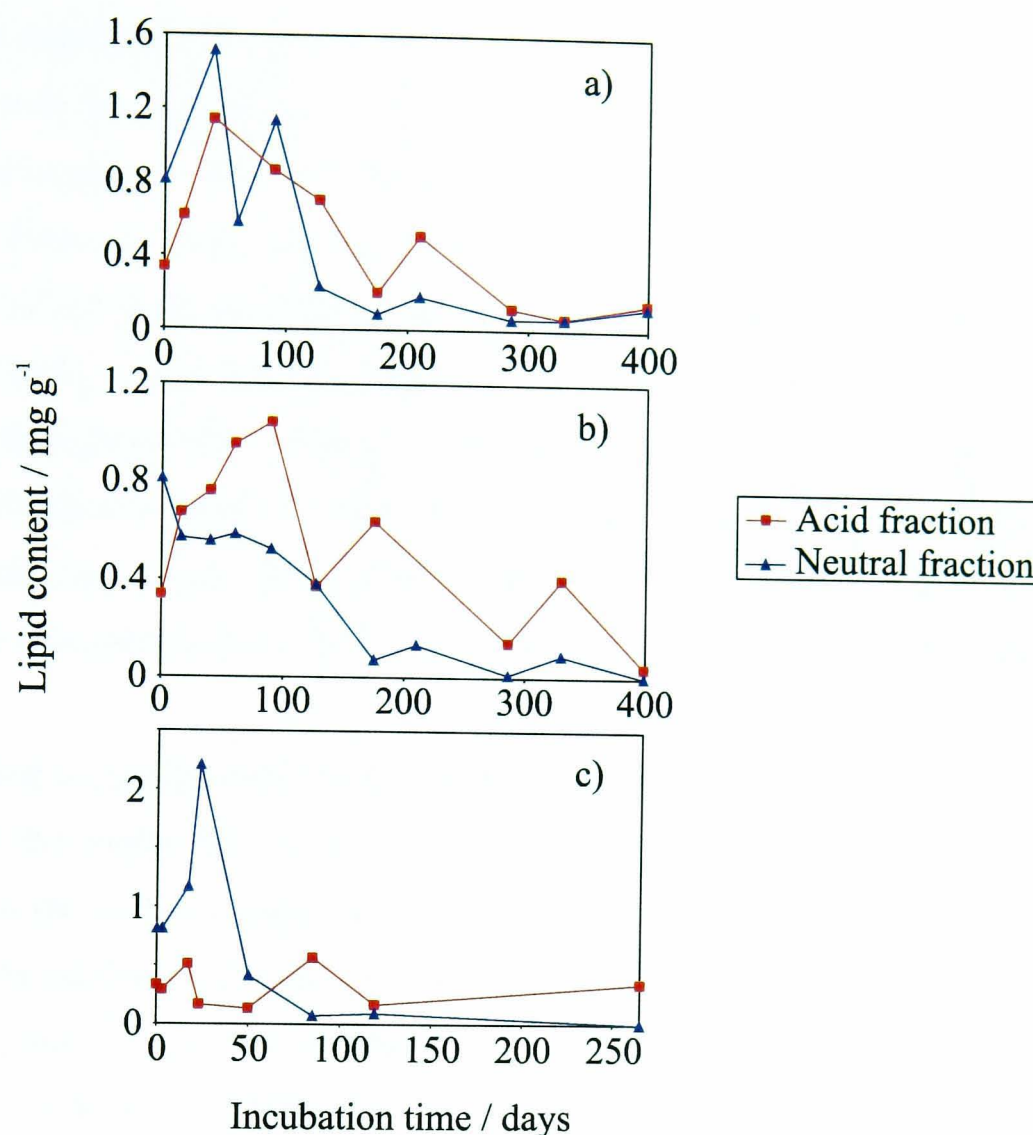 1.6
a)
1.2
0.8
0.4
0
0 100 200 300 400
1.2
b)
0.8
0.4
0
0 100 200 300 400
2
c)
1
0
0 50 100 150 200 250
Lipid content / mg g⁻¹
Incubation time / days
Acid fraction
Neutral fraction